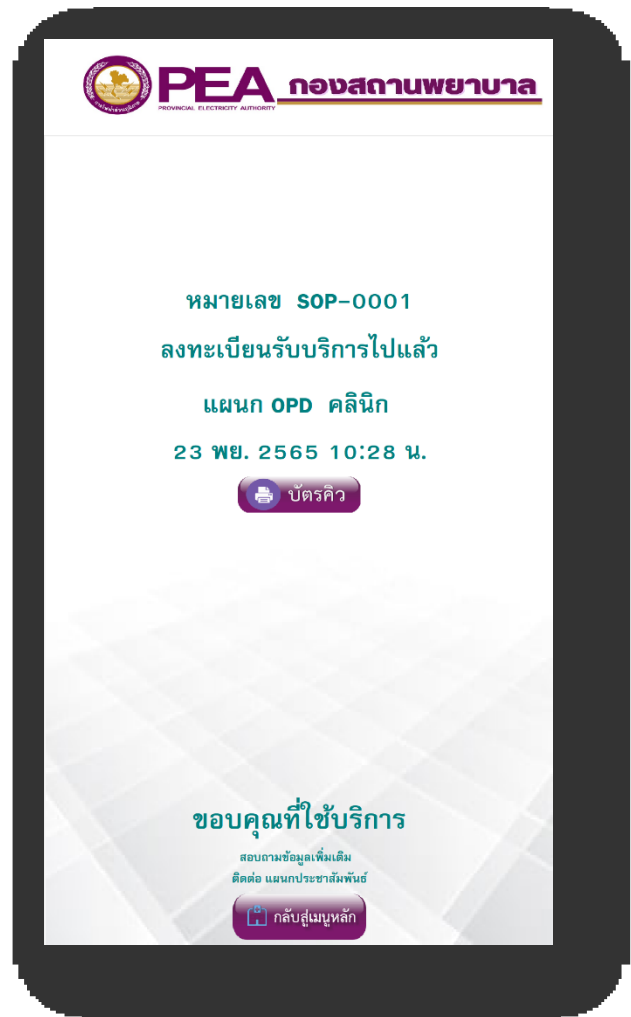 PEA กองสถานพยาบาล
PROVINCIAL ELECTRICITY AUTHORITY
หมายเลข SOP-0001
ลงทะเบียนรับบริการไปแล้ว
แผนก OPD คลินิก
23 พย. 2565 10:28 น.
บัตรคิว
ขอบคุณที่ใช้บริการ
สอบถามข้อมูลเพิ่มเติม
ติดต่อ แผนกประชาสัมพันธ์
กลับสู่เมนูหลัก